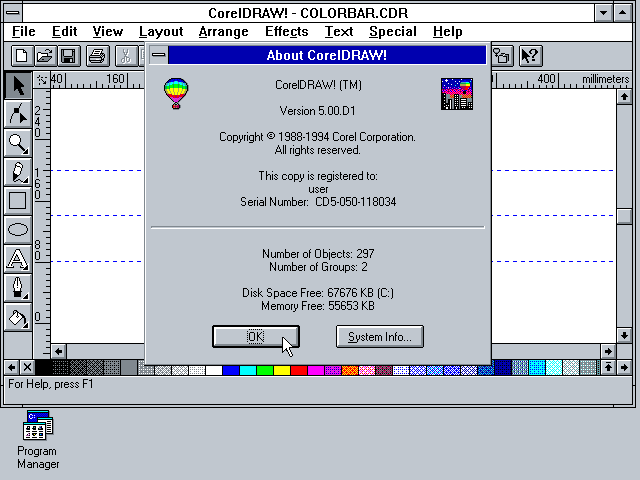 CorelDRAW! - COLORBAR.CDR
File Edit View Layout Arrange Effects Text Special Help
About CorelDRAW!
40 160 400 millimeters
240
160
80
0
CorelDRAW! (TM)
Version 5.00.D1
Copyright © 1988-1994 Corel Corporation.
All rights reserved.
This copy is registered to:
user
Serial Number: CD5-050-118034
Number of Objects: 297
Number of Groups: 2
Disk Space Free: 67676 KB (C:)
Memory Free: 55653 KB
OK System Info...
For Help, press F1
C:\
Program
Manager